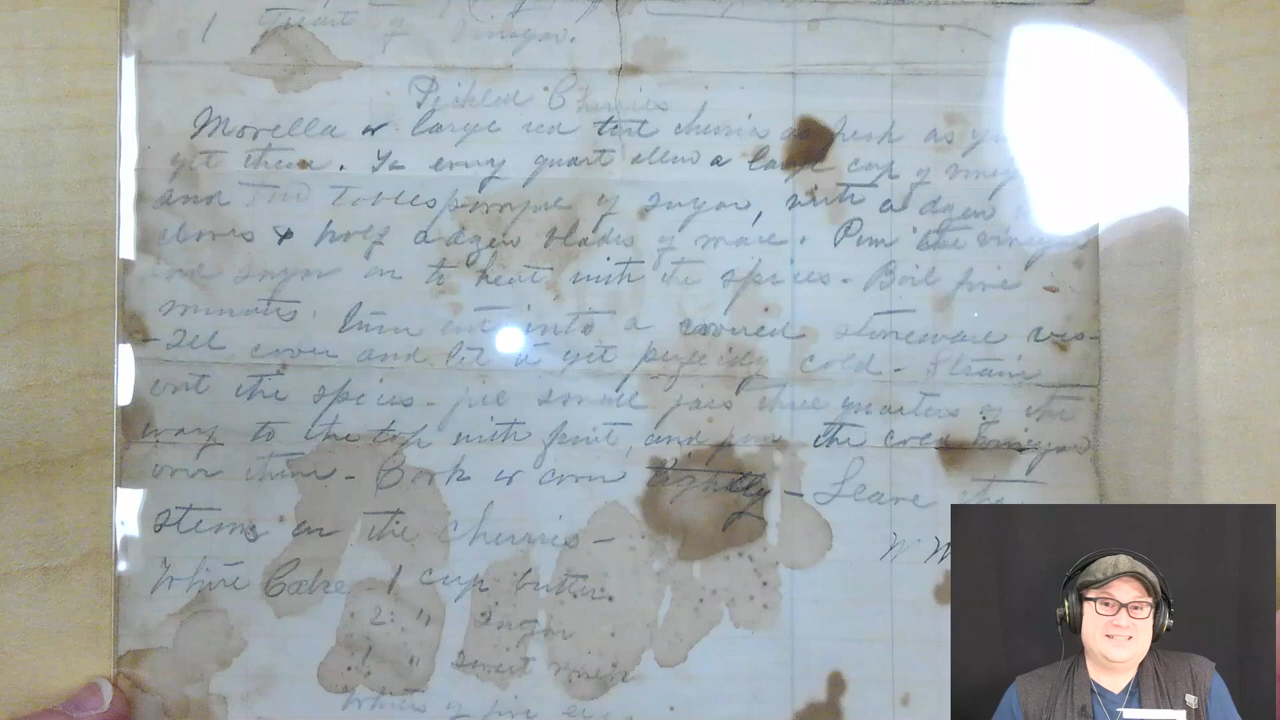 1 Quart of Vinegar.
Pickled Cherries
Morella or large red tart cherries as fresh as you
get them. To every quart allow a large cup of vineg
and Two Tablespoonfuls of sugar, with a dozen
cloves & half a dozen blades of mace. Put the vinegar
and sugar on to heat with the spices - Boil five
minutes. Turn out into a covered stoneware ves-
-sel cover and let it get perfectly cold - Strain
out the spices - fill small jars three quarters of the
way to the top with fruit, and pour the cold vinegar
over them - Cork or cover tightly - Leave the
stems on the Cherries -
White Cake - 1 cup butter
2 " Sugar
1 " Sweet
Whites of five